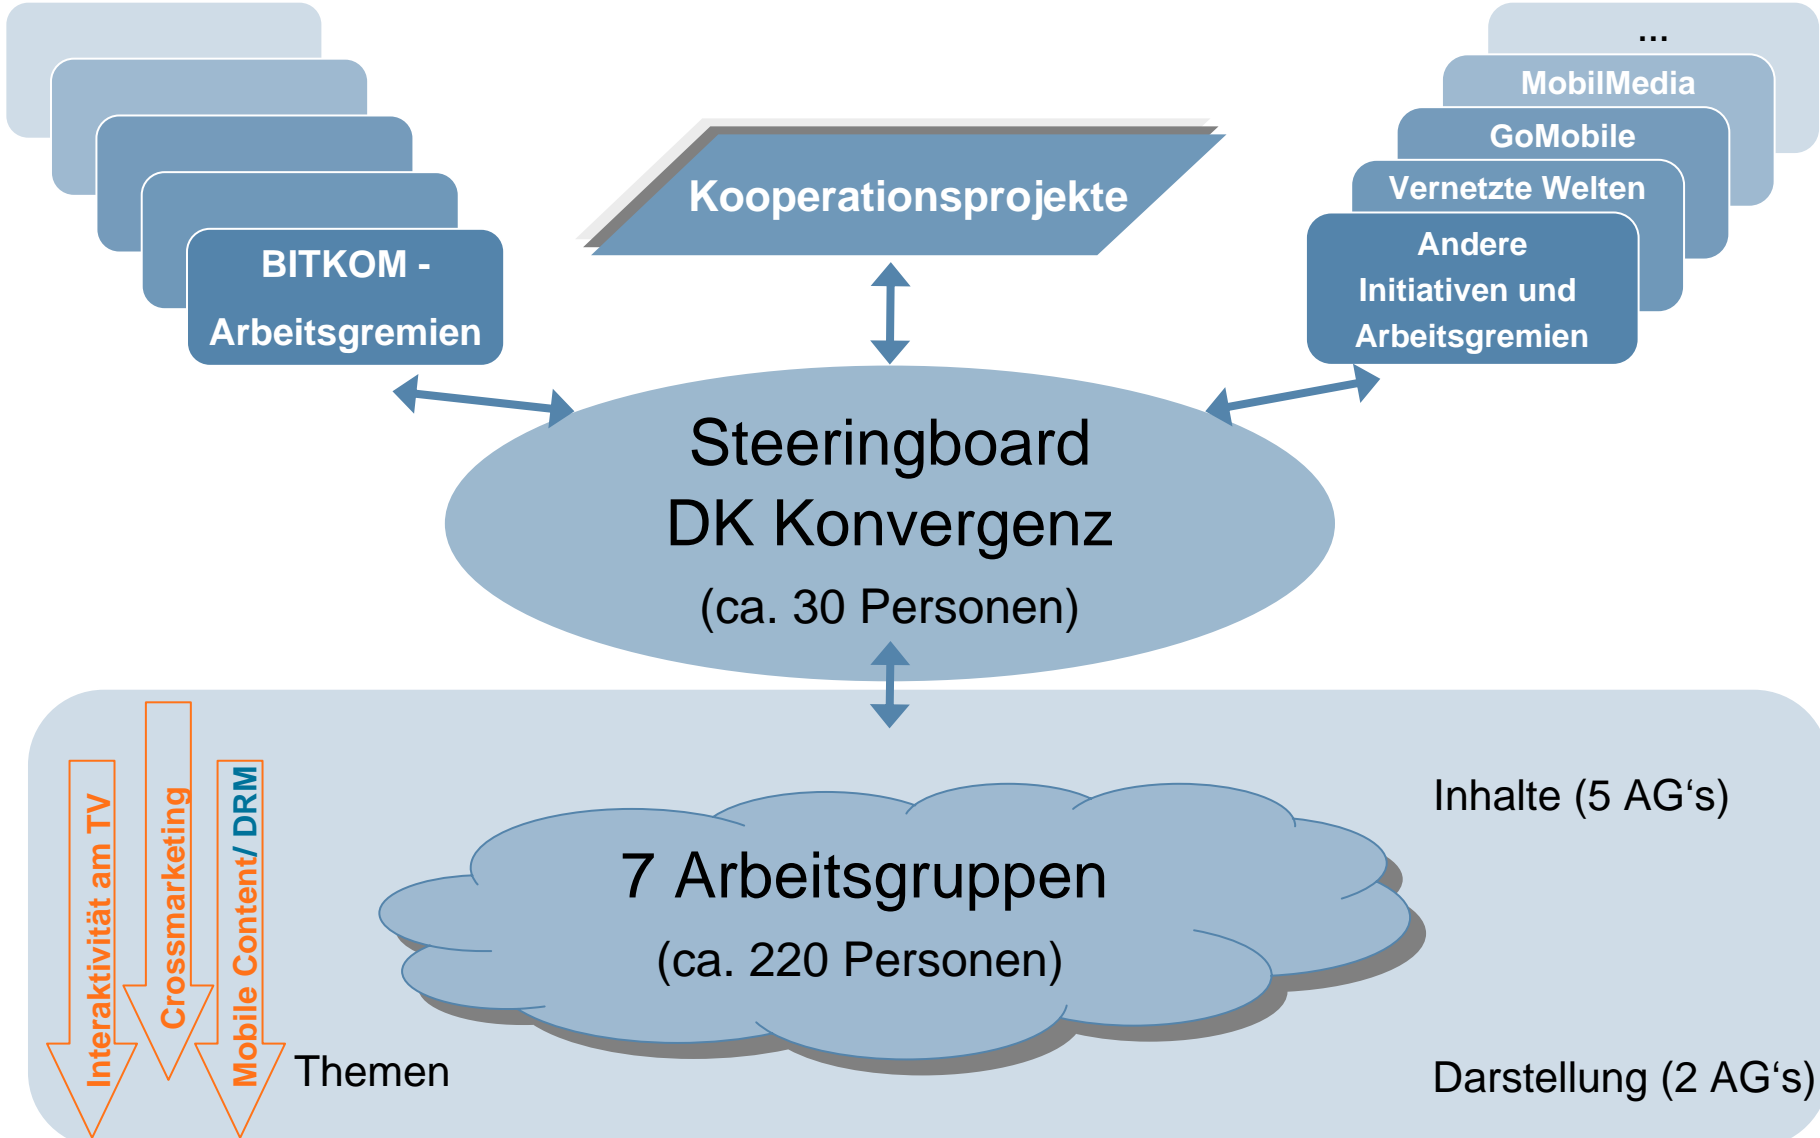 ...
MobilMedia
GoMobile
Vernetzte Welten
Andere
Initiativen und
Arbeitsgremien
Kooperationsprojekte
BITKOM -
Arbeitsgremien
Steeringboard
DK Konvergenz
(ca. 30 Personen)
Interaktivität am TV
Crossmarketing
Mobile Content/ DRM
Themen
7 Arbeitsgruppen
(ca. 220 Personen)
Inhalte (5 AG‘s)
Darstellung (2 AG‘s)